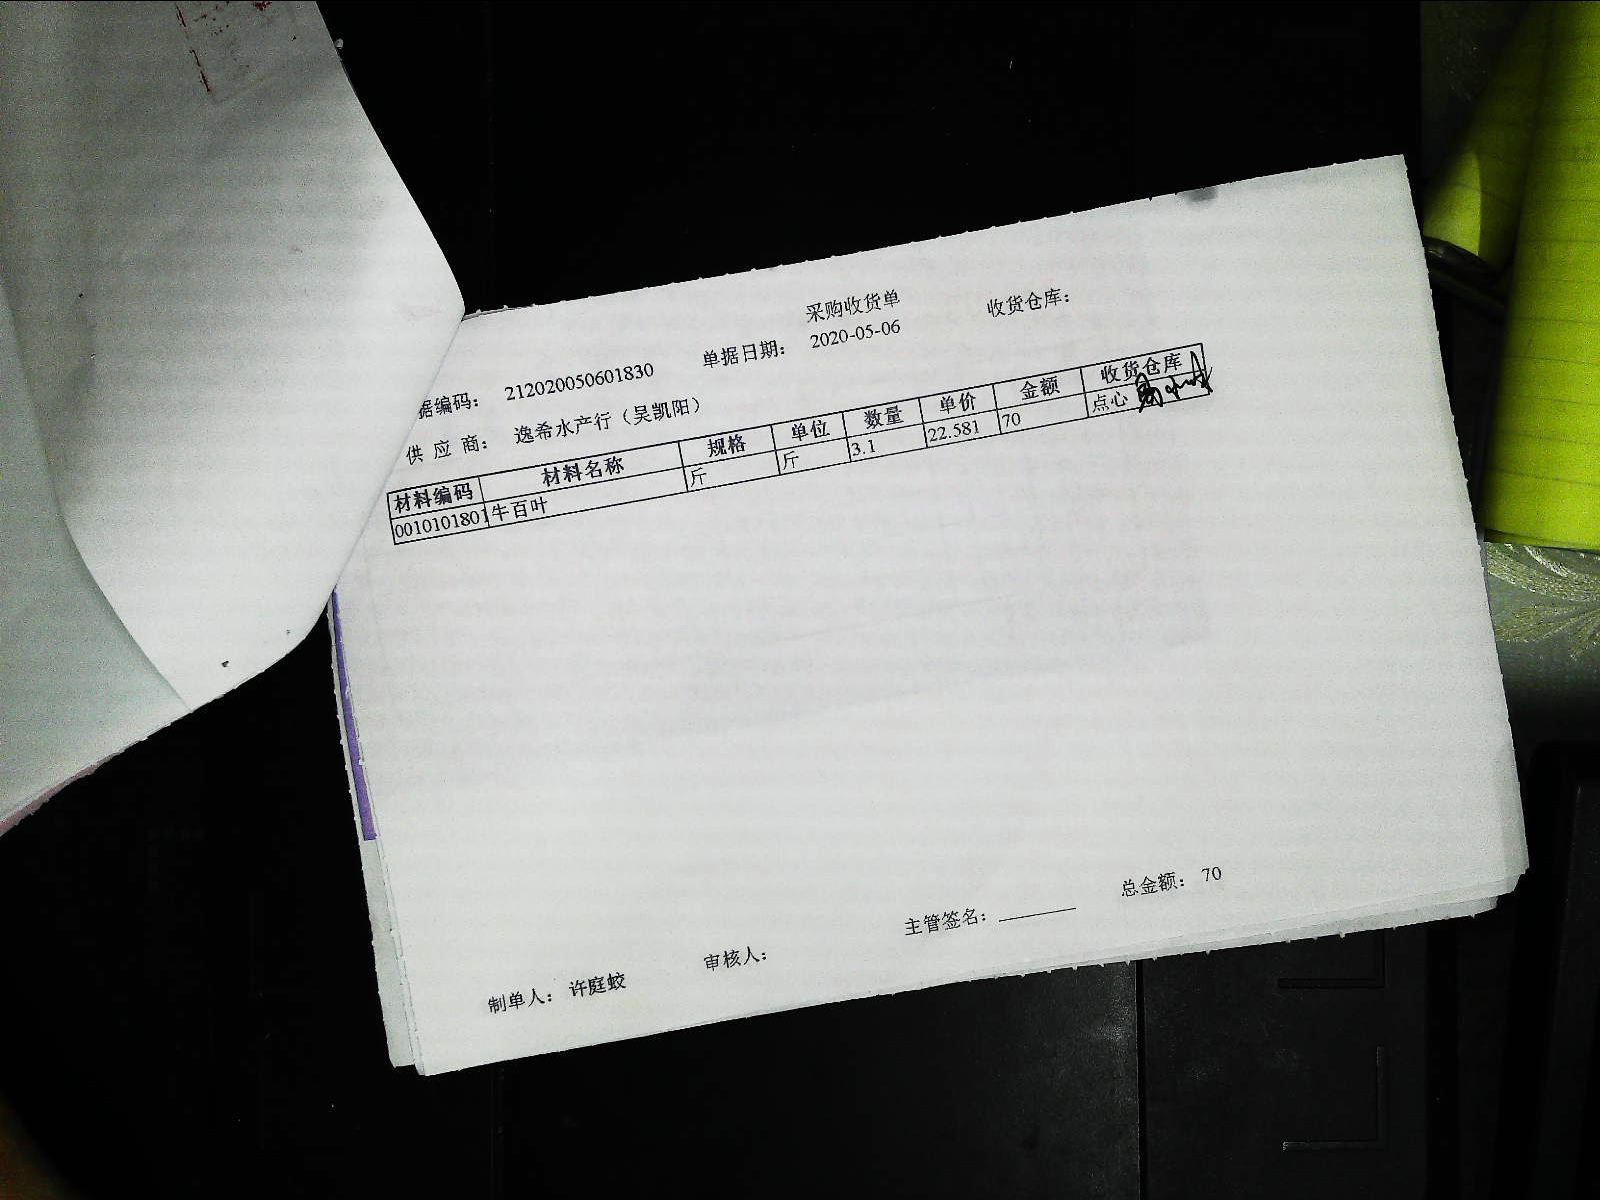 采购收货单
据编码： 212020050601830 单据日期： 2020-05-06 收货仓库：
供 应 商： 逸希水产行（吴凯阳）
材料编码 材料名称 规格 单位 数量 单价 金额 收货仓库
0010101801 牛百叶 斤 斤 3.1 22.581 70 点心
总金额： 70
制单人： 许庭蛟 审核人： 主管签名：